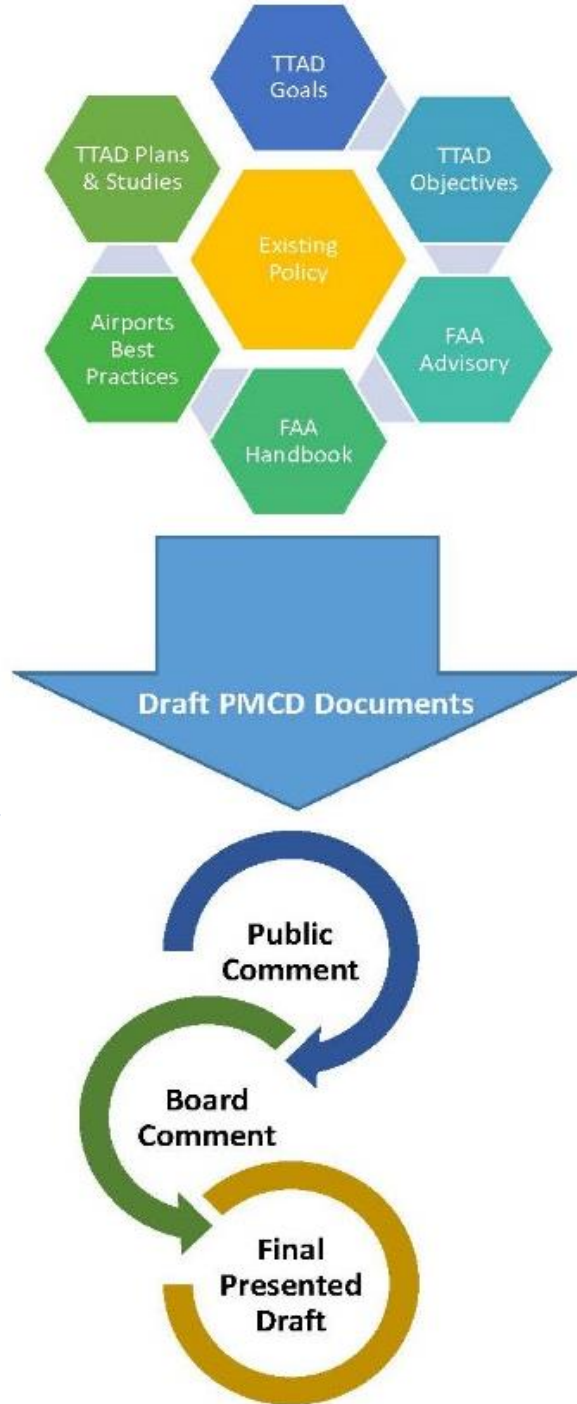 TTAD
Goals
TTAD
Objectives
FAA
Advisory
FAA
Handbook
Airports
Best
Practices
TTAD Plans
& Studies
Existing
Policy
Draft PMCD Documents
Public
Comment
Board
Comment
Final
Presented
Draft